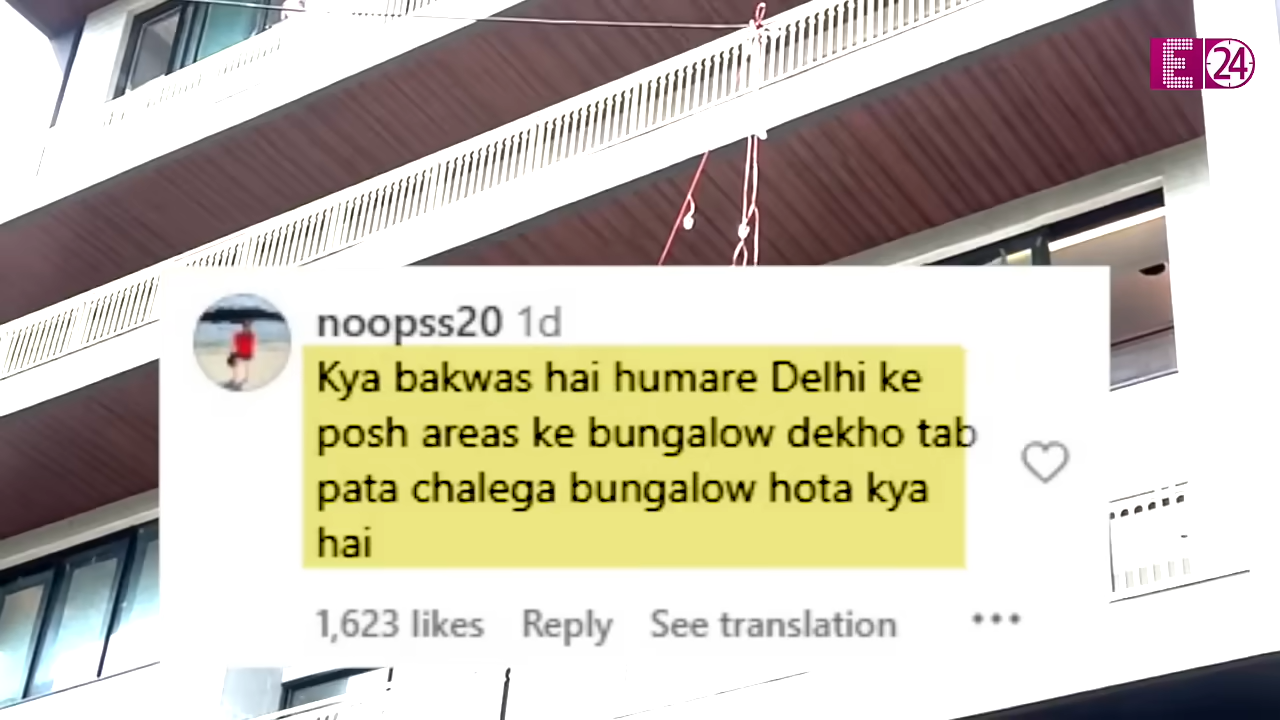 E 24
noopss20 1d
Kya bakwas hai humare Delhi ke
posh areas ke bungalow dekho tab
pata chalega bungalow hota kya
hai
1,623 likes Reply See translation